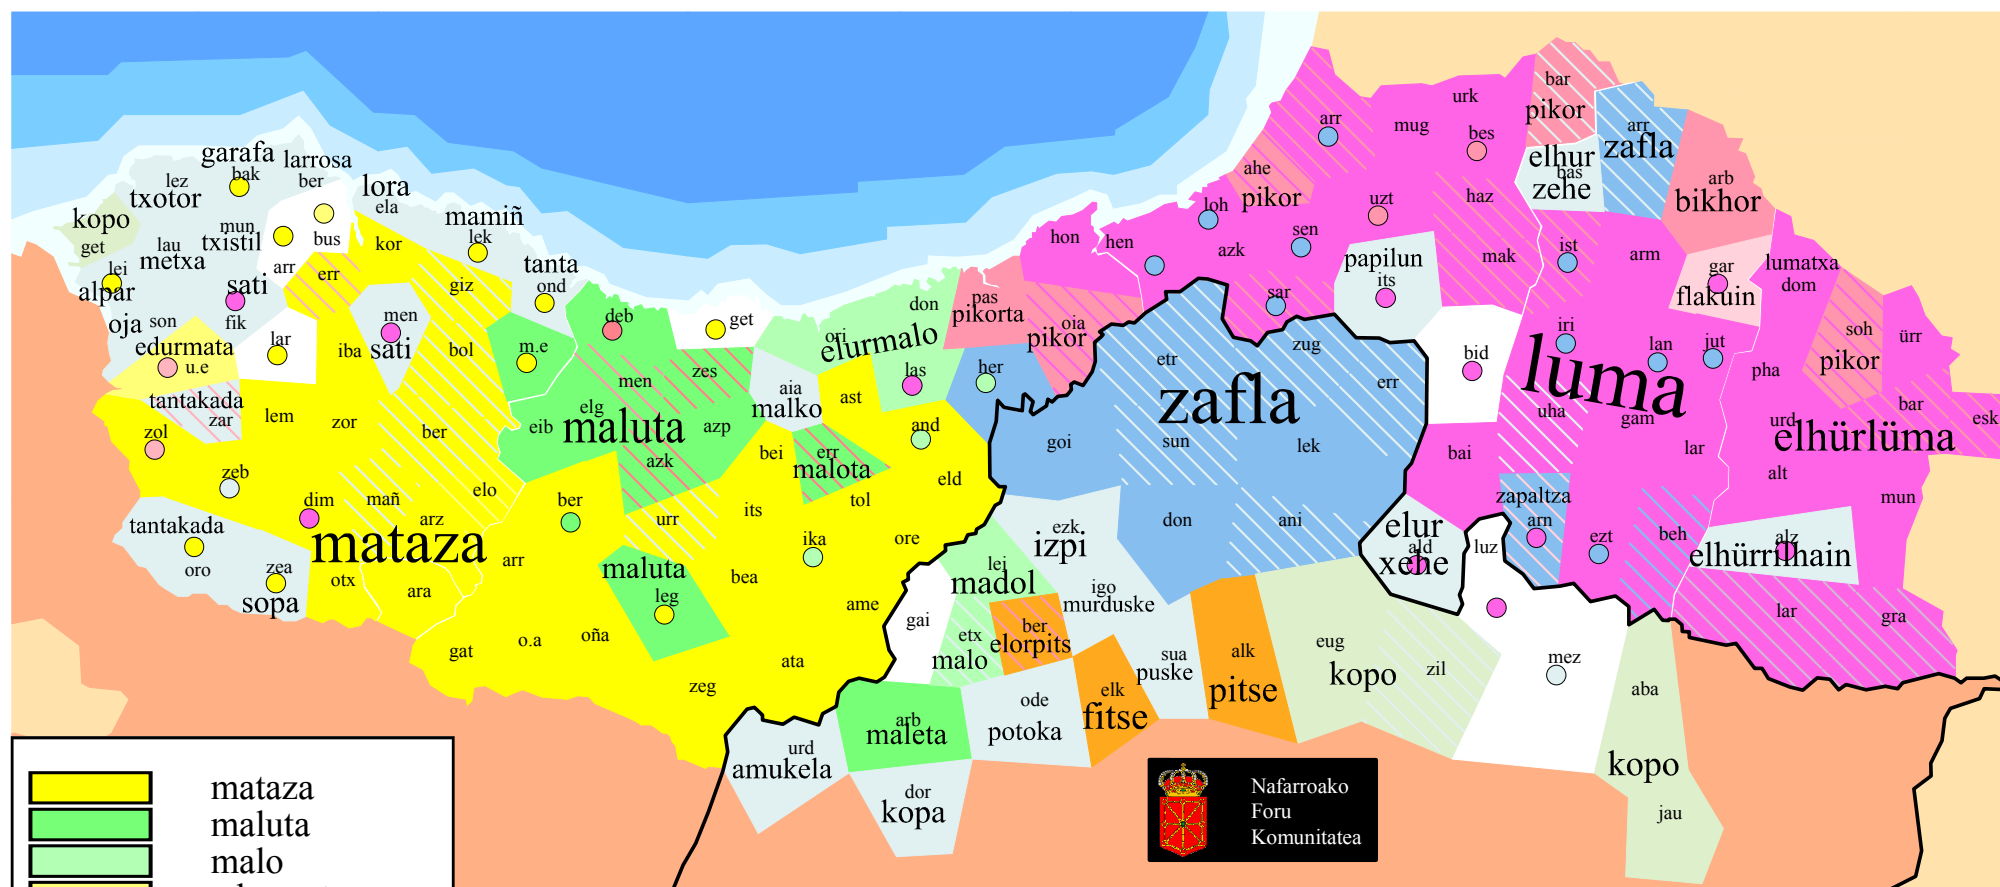 garafa
bak
larrosa
ber
lez
txotor
lora
ela
kopo
get
mun
txistil
lau
metxa
bus
kor
mamiñ
lek
lei
alpar
sati
fik
arr
err
giz
tanta
ond
oja
son
edurmata
u.e
lar
men
sati
iba
bol
m.e
deb
get
tantakada
zar
lem
zor
ber
zol
zeb
dim
mañ
elo
arz
mataza
tantakada
oro
zea
sopa
otx
ara
arr
gat
o.a
oña
men
zes
elg
maluta
eib
azp
azk
ber
urr
maluta
leg
its
bei
bea
ika
ame
ata
zeg
aia
malko
ast
err
malota
tol
and
eld
ore
don
ori
elurmalo
las
her
pas
pikorta
oia
pikor
hon
hen
loh
azk
ahe
pikor
arr
mug
urk
bes
uzt
sen
sar
haz
mak
papilun
its
bar
pikor
elhur
bas
zehe
arr
zafla
arb
bikhor
ist
arm
gar
flakuin
lumatxa
dom
iri
lan
jut
luma
pha
soh
pikor
ürr
uha
gam
lar
urd
elhürlüma
bar
esk
alt
mun
bid
bai
zapaltza
arn
ezt
beh
alz
elhürrilhain
lar
gra
etr
zug
err
zafla
goi
sun
lek
don
ani
elur
ald
xehe
luz
ezk
izpi
lei
madol
igo
murduske
gai
etx
malo
ber
elorpits
sua
puske
alk
pitse
elk
fitse
eug
kopo
zil
mez
aba
kopo
jau
arb
maleta
ode
potoka
urd
amukela
dor
kopa
Nafarroako
Foru
Komunitatea
mataza
maluta
malo